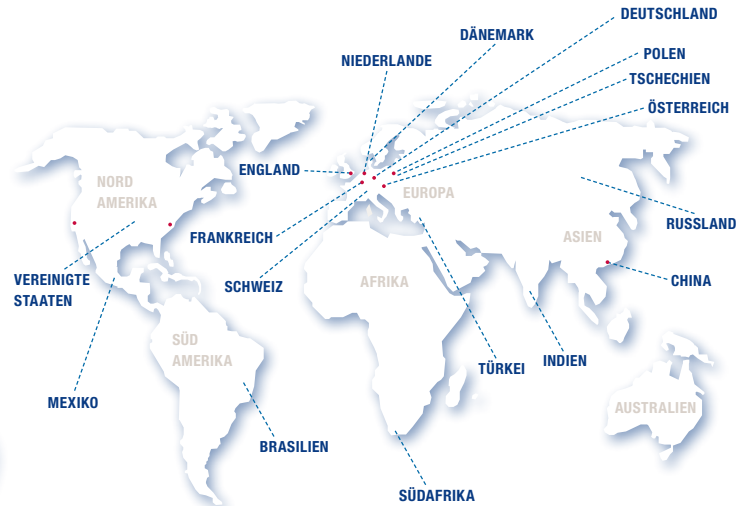 DEUTSCHLAND
DÄNEMARK
POLEN
NIEDERLANDE
TSCHECHIEN
ÖSTERREICH
ENGLAND
NORD
AMERIKA
EUROPA
RUSSLAND
FRANKREICH
ASIEN
VEREINIGTE
STAATEN
SCHWEIZ
AFRIKA
CHINA
SÜD
AMERIKA
TÜRKEI
INDIEN
MEXIKO
AUSTRALIEN
BRASILIEN
SÜDAFRIKA